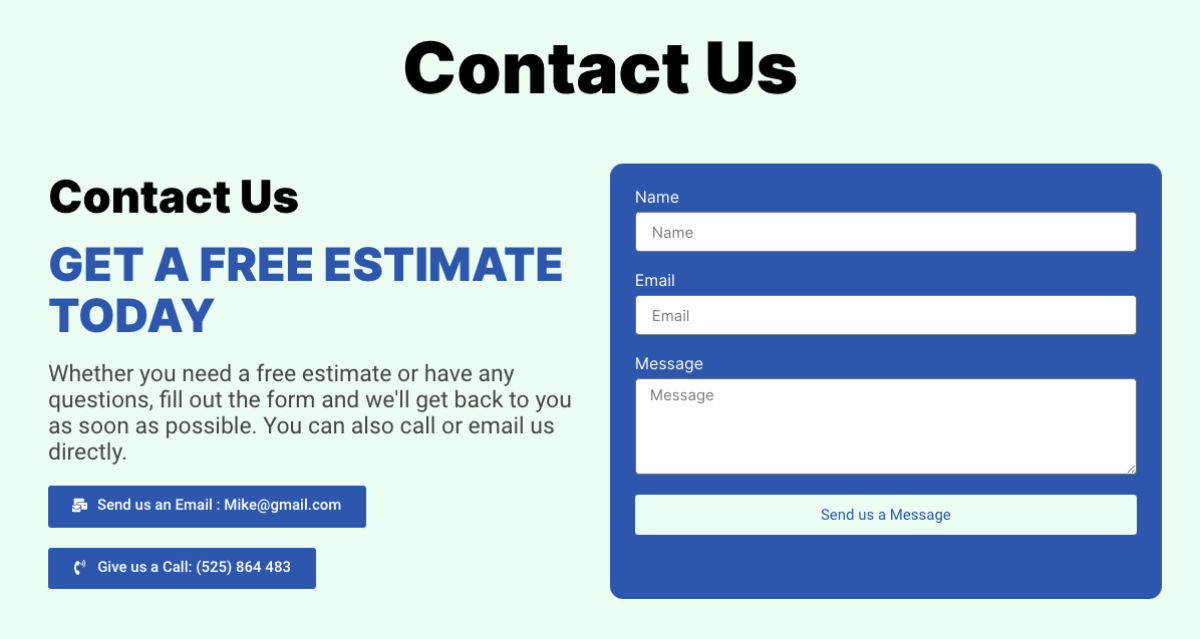 Contact Us
Contact Us
GET A FREE ESTIMATE
TODAY
Whether you need a free estimate or have any
questions, fill out the form and we'll get back to you
as soon as possible. You can also call or email us
directly.
Send us an Email : Mike@gmail.com
Give us a Call: (525) 864 483
Name
Name
Email
Email
Message
Message
Send us a Message